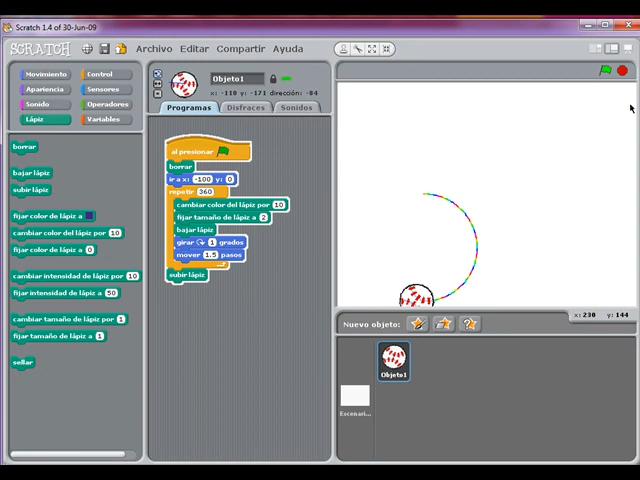 Scratch 1.4 of 30-Jun-09
SCRATCH Archivo Editar Compartir Ayuda
Movimiento Control
Apariencia Sensores
Sonido Operadores
Lápiz Variables
borrar
bajar lápiz
subir lápiz
fijar color de lápiz a
cambiar color del lápiz por 10
fijar color de lápiz a 0
cambiar intensidad de lápiz por 10
fijar intensidad de lápiz a 50
cambiar tamaño de lápiz por 1
fijar tamaño de lápiz a 1
sellar
Objeto1
x: -110 y: -171 dirección: -84
Programas Disfraces Sonidos
al presionar
borrar
ir a x: -100 y: 0
repetir 360
cambiar color del lápiz por 10
fijar tamaño de lápiz a 2
bajar lápiz
girar 1 grados
mover 1.5 pasos
subir lápiz
x: 230 y: 144
Nuevo objeto:
Objeto1
Escenari...